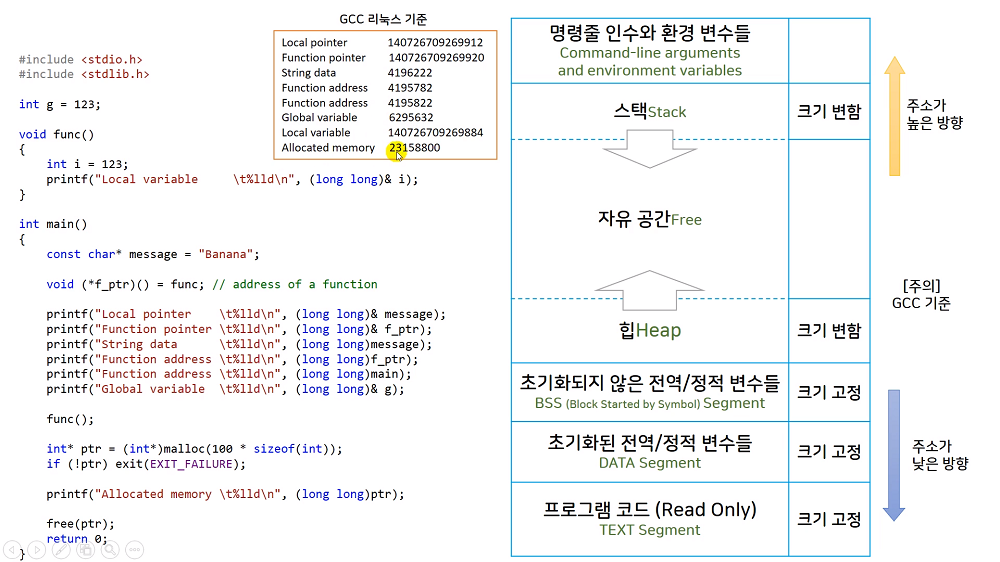 GCC 리눅스 기준
Local pointer 140726709269912
Function pointer 140726709269920
String data 4196222
Function address 4195782
Function address 4195822
Global variable 6295632
Local variable 140726709269884
Allocated memory 23158800
#include <stdio.h>
#include <stdlib.h>
int g = 123;
void func()
{
int i = 123;
printf("Local variable \t%lld\n", (long long)& i);
}
int main()
{
const char* message = "Banana";
void (*f_ptr)() = func; // address of a function
printf("Local pointer \t%lld\n", (long long)& message);
printf("Function pointer \t%lld\n", (long long)& f_ptr);
printf("String data \t%lld\n", (long long)message);
printf("Function address \t%lld\n", (long long)f_ptr);
printf("Function address \t%lld\n", (long long)main);
printf("Global variable \t%lld\n", (long long)& g);
func();
int* ptr = (int*)malloc(100 * sizeof(int));
if (!ptr) exit(EXIT_FAILURE);
printf("Allocated memory \t%lld\n", (long long)ptr);
free(ptr);
return 0;
}
명령줄 인수와 환경 변수들
Command-line arguments
and environment variables
스택Stack
크기 변함
자유 공간Free
힙Heap
크기 변함
초기화되지 않은 전역/정적 변수들
BSS (Block Started by Symbol) Segment
크기 고정
초기화된 전역/정적 변수들
DATA Segment
크기 고정
프로그램 코드 (Read Only)
TEXT Segment
크기 고정
주소가
높은 방향
[주의]
GCC 기준
주소가
낮은 방향